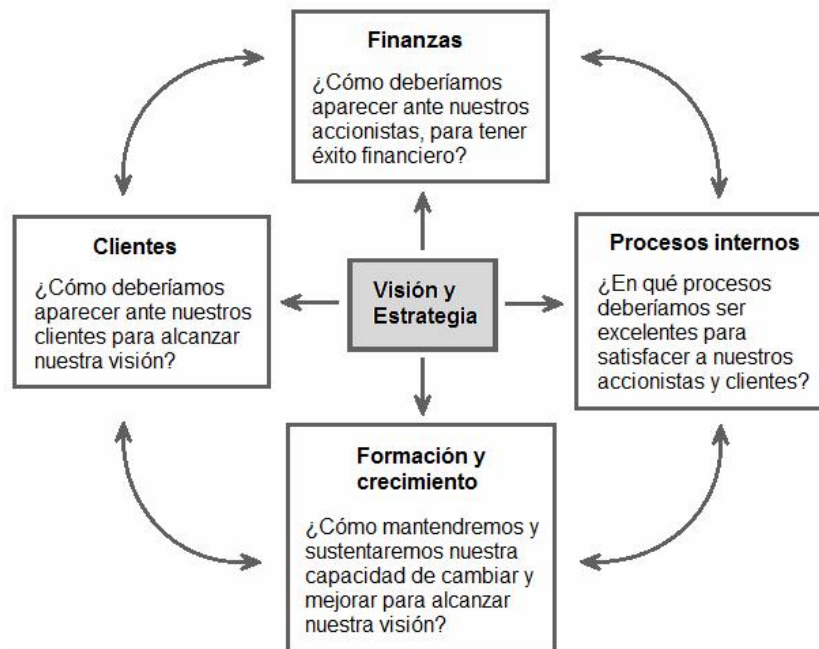 Finanzas
¿Cómo deberíamos
aparecer ante nuestros
accionistas, para tener
éxito financiero?
Clientes
¿Cómo deberíamos
aparecer ante nuestros
clientes para alcanzar
nuestra visión?
Visión y
Estrategia
Procesos internos
¿En qué procesos
deberíamos ser
excelentes para
satisfacer a nuestros
accionistas y clientes?
Formación y
crecimiento
¿Cómo mantendremos y
sustentaremos nuestra
capacidad de cambiar y
mejorar para alcanzar
nuestra visión?